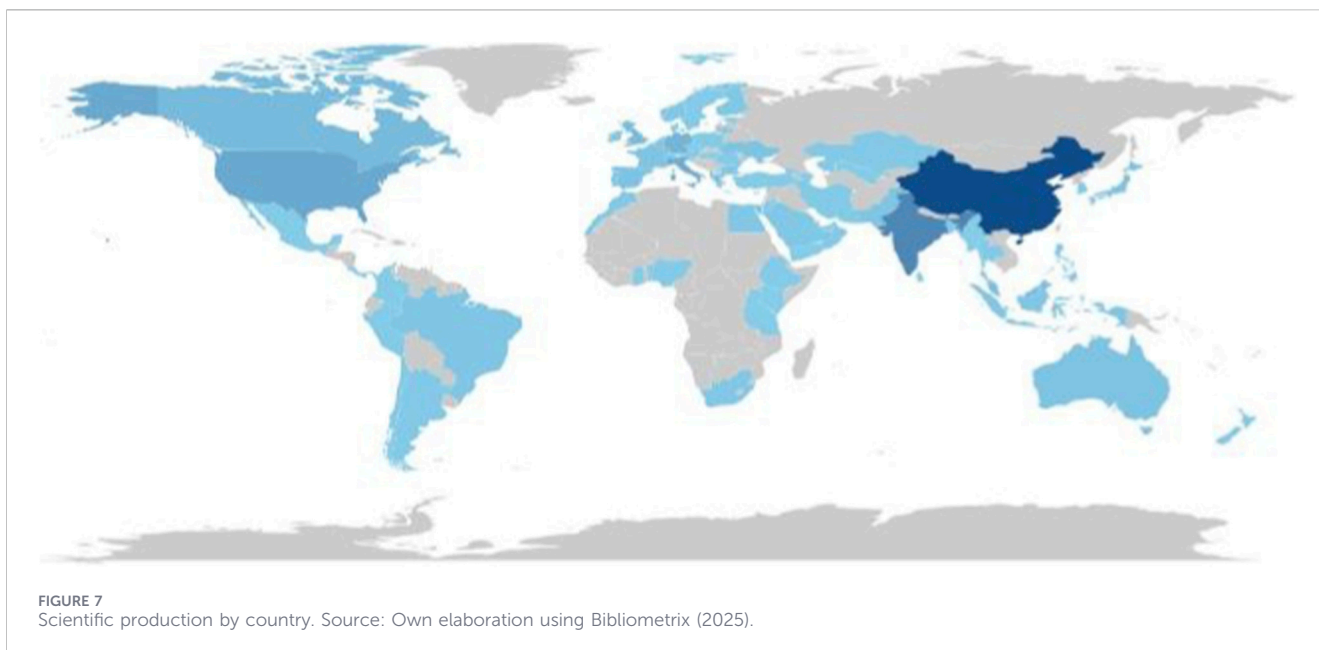 FIGURE 7
Scientific production by country. Source: Own elaboration using Bibliometrix (2025).